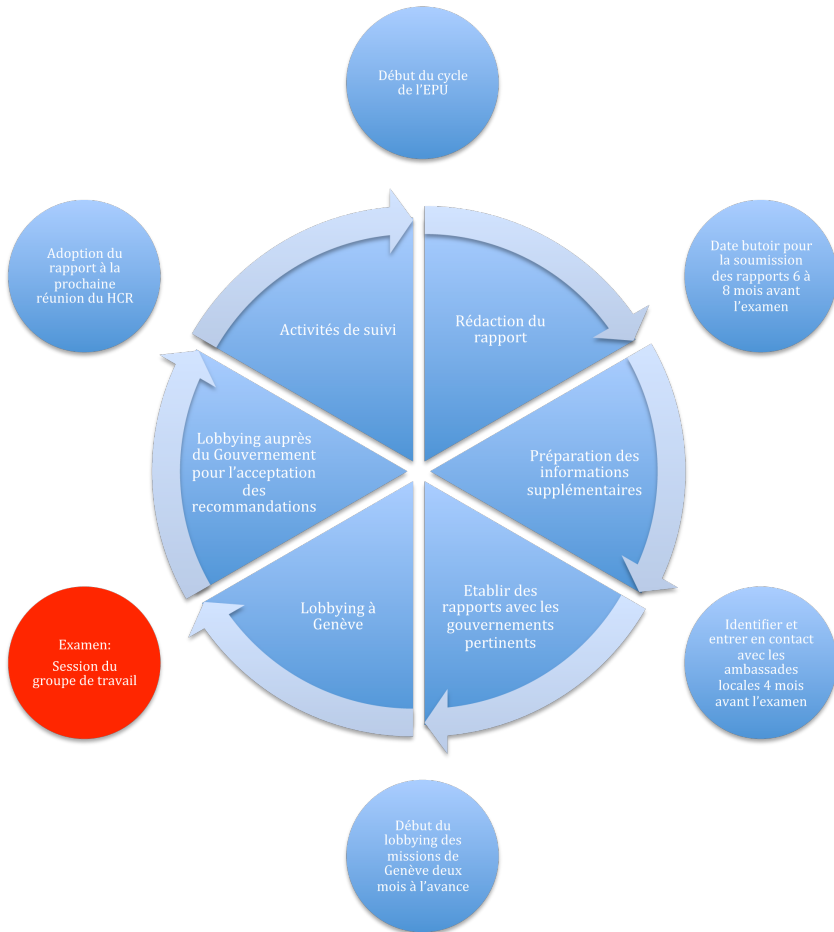 Début du cycle
de l'EPU
Adoption du
rapport à la
prochaine
réunion du HCR
Date butoir pour
la soumission
des rapports 6 à
8 mois avant
l'examen
Activités de suivi
Rédaction du
rapport
Lobbying auprès
du Gouvernement
pour l'acceptation
des
recommandations
Préparation des
informations
supplémentaires
Lobbying à
Genève
Etablir des
rapports avec les
gouvernements
pertinents
Examen:
Session du
groupe de travail
Identifier et
entrer en contact
avec les
ambassades
locales 4 mois
avant l'examen
Début du
lobbying des
missions de
Genève deux
mois à l'avance